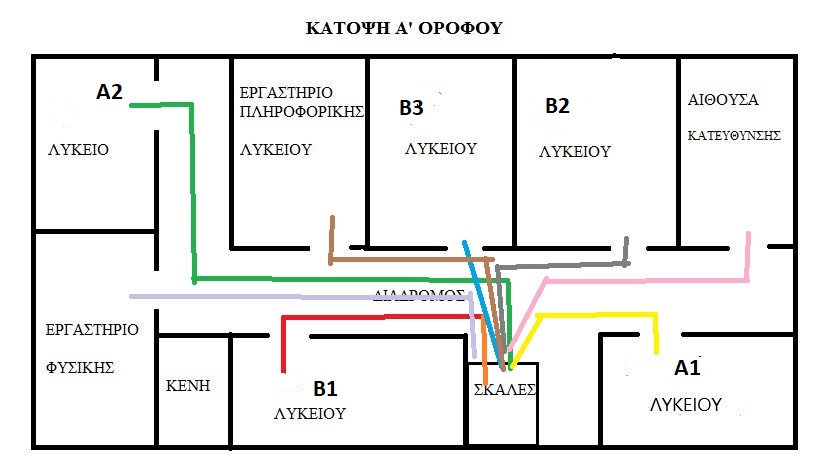 ΚΑΤΟΨΗ Α' ΟΡΟΦΟΥ
Α2
ΛΥΚΕΙΟ
ΕΡΓΑΣΤΗΡΙΟ
ΠΛΗΡΟΦΟΡΙΚΗΣ
ΛΥΚΕΙΟΥ
Β3
ΛΥΚΕΙΟΥ
Β2
ΛΥΚΕΙΟΥ
ΑΙΘΟΥΣΑ
ΚΑΤΕΥΘΥΝΣΗΣ
ΔΙΑΔΡΟΜΟΣ
ΕΡΓΑΣΤΗΡΙΟ
ΦΥΣΙΚΗΣ
ΚΕΝΗ
Β1
ΛΥΚΕΙΟΥ
ΣΚΑΛΕΣ
Α1
ΛΥΚΕΙΟΥ